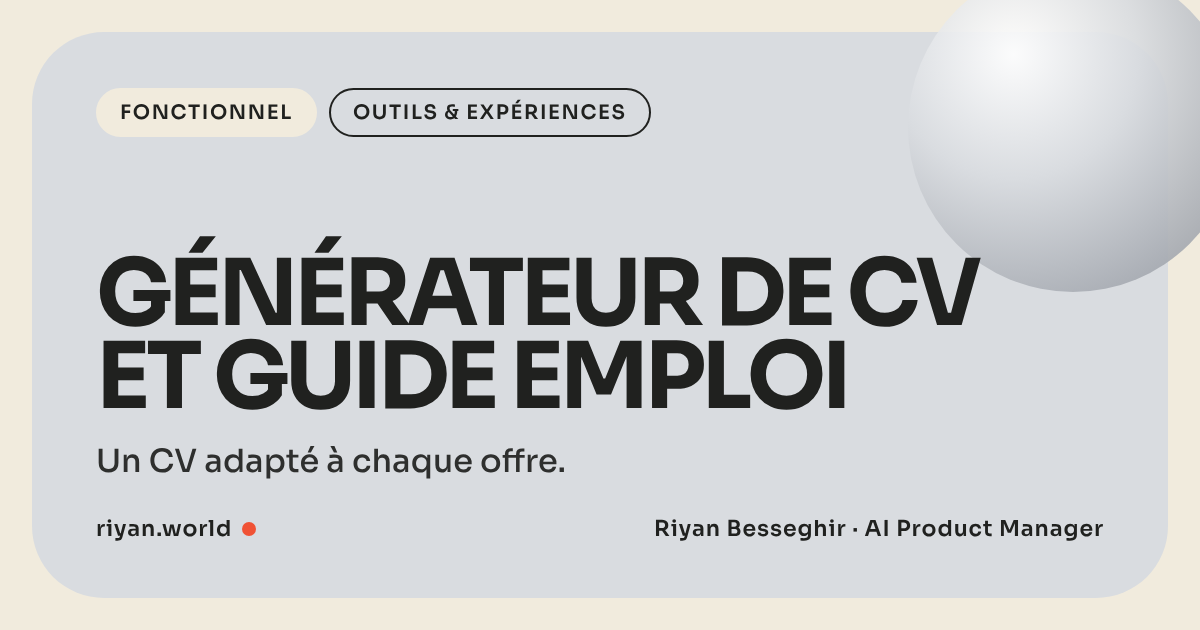 FONCTIONNEL
OUTILS & EXPÉRIENCES
GÉNÉRATEUR DE CV
ET GUIDE EMPLOI
Un CV adapté à chaque offre.
riyan.world
Riyan Besseghir · AI Product Manager